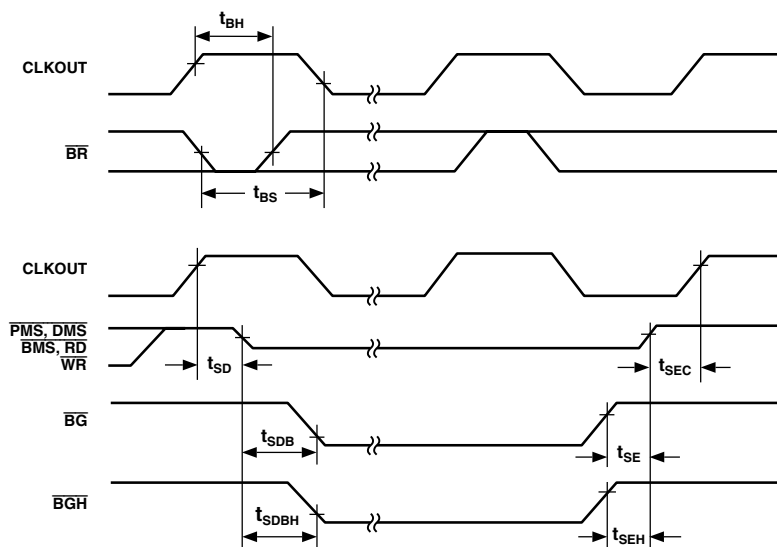 tBH
CLKOUT
BR
tBS
CLKOUT
PMS, DMS
BMS, RD
WR
tSD
tSEC
BG
tSDB
tSE
BGH
tSDBH
tSEH